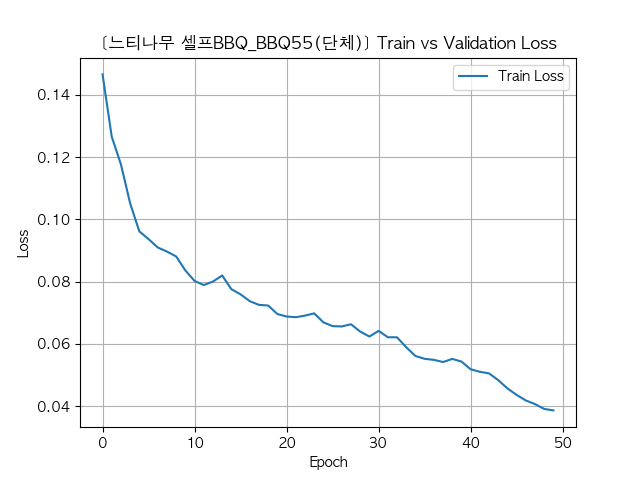 [느티나무 셀프BBQ_BBQ55(단체)] Train vs Validation Loss
Train Loss
0.14
0.12
0.10
0.08
0.06
0.04
Loss
0 10 20 30 40 50
Epoch